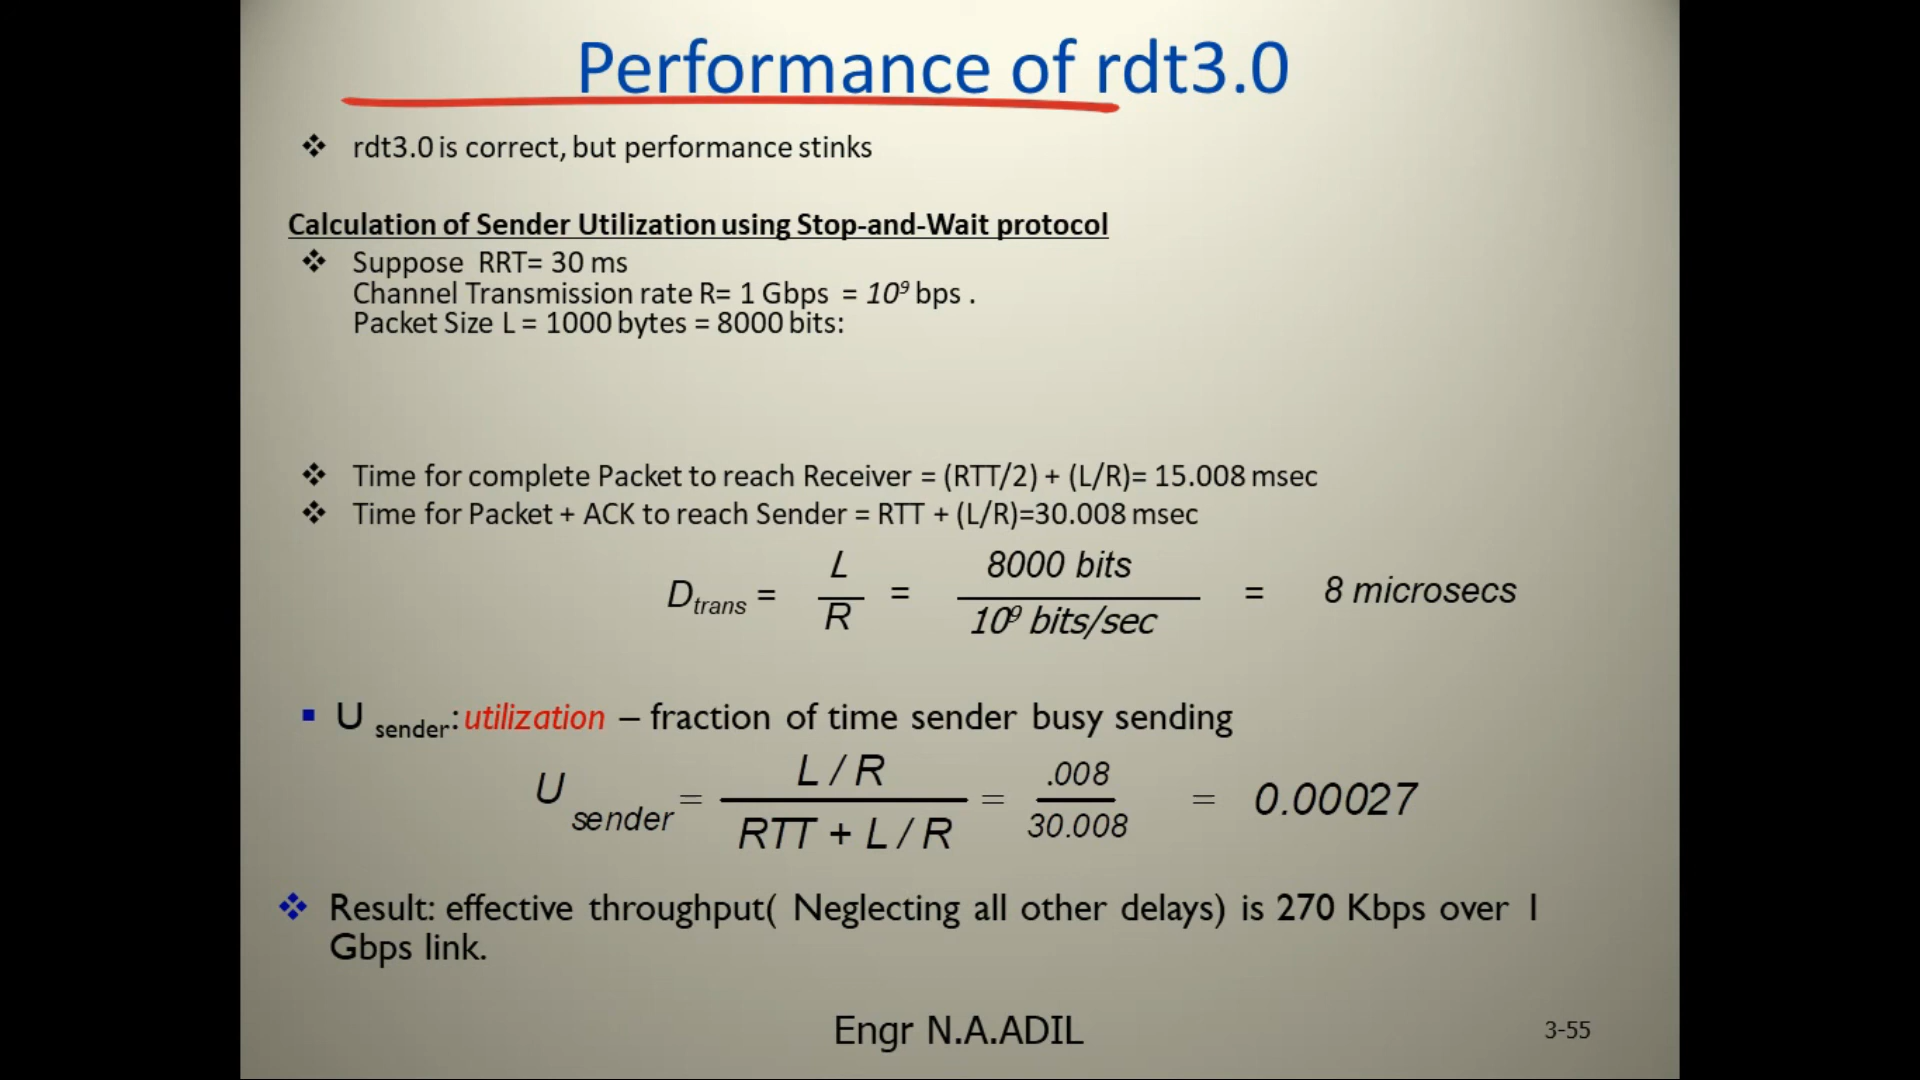 Performance of rdt3.0
❖ rdt3.0 is correct, but performance stinks
Calculation of Sender Utilization using Stop-and-Wait protocol
❖ Suppose RRT= 30 ms
Channel Transmission rate R= 1 Gbps = 10⁹ bps .
Packet Size L = 1000 bytes = 8000 bits:
❖ Time for complete Packet to reach Receiver = (RTT/2) + (L/R)= 15.008 msec
❖ Time for Packet + ACK to reach Sender = RTT + (L/R)=30.008 msec
D trans = L / R = 8000 bits / 10⁹ bits/sec = 8 microsecs
▪ U sender: utilization – fraction of time sender busy sending
U sender = L / R / RTT + L / R = .008 / 30.008 = 0.00027
❖ Result: effective throughput( Neglecting all other delays) is 270 Kbps over 1
Gbps link.
Engr N.A.ADIL
3-55